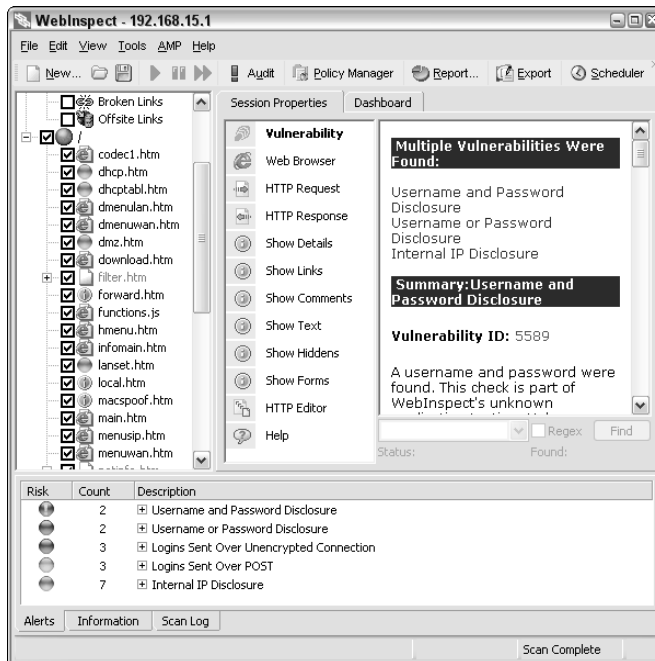 WebInspect - 192.168.15.1
File Edit View Tools AMP Help
New... Audit Policy Manager Report... Export Scheduler
Broken Links
Offsite Links
/
codec1.htm
dhcp.htm
dhcptabl.htm
dmenulan.htm
dmenuwan.htm
dmz.htm
download.htm
filter.htm
forward.htm
functions.js
hmenu.htm
infomain.htm
lanset.htm
local.htm
macspoof.htm
main.htm
menusip.htm
menuwan.htm
Session Properties Dashboard
Vulnerability
Web Browser
HTTP Request
HTTP Response
Show Details
Show Links
Show Comments
Show Text
Show Hiddens
Show Forms
HTTP Editor
Help
Multiple Vulnerabilities Were
Found:
Username and Password
Disclosure
Username or Password
Disclosure
Internal IP Disclosure
Summary:Username and
Password Disclosure
Vulnerability ID: 5589
A username and password were
found. This check is part of
WebInspect's unknown
Regex Find
Status: Found:
Risk Count Description
2 Username and Password Disclosure
2 Username or Password Disclosure
3 Logins Sent Over Unencrypted Connection
3 Logins Sent Over POST
7 Internal IP Disclosure
Alerts Information Scan Log
Scan Complete